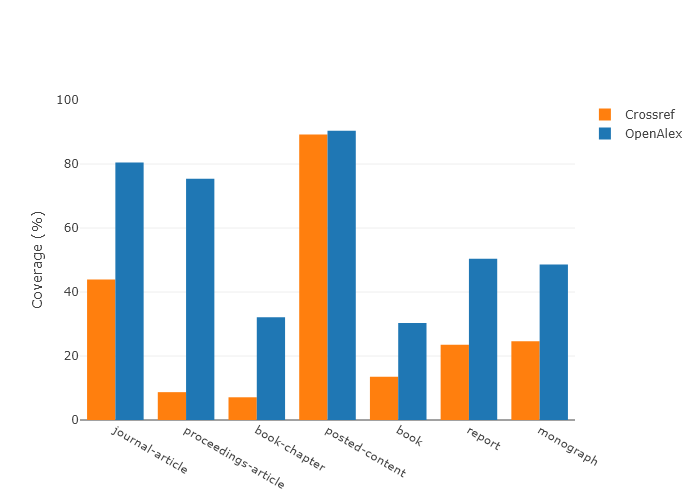 100
80
60
40
20
0
Coverage (%)
journal-article
proceedings-article
book-chapter
posted-content
book
report
monograph
Crossref
OpenAlex